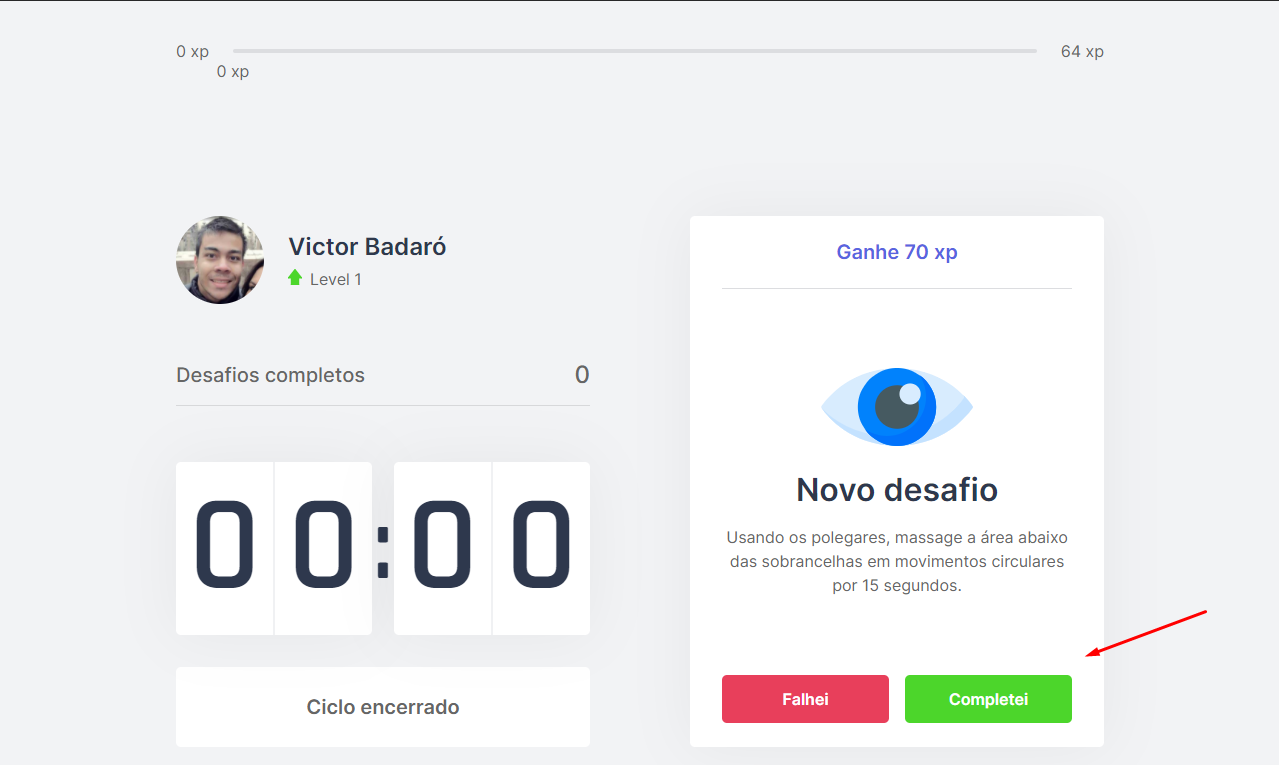 0 xp
64 xp
0 xp
Victor Badaró
Level 1
Desafios completos
0
00:00
Ciclo encerrado
Ganhe 70 xp
Novo desafio
Usando os polegares, massage a área abaixo
das sobrancelhas em movimentos circulares
por 15 segundos.
Falhei
Completei